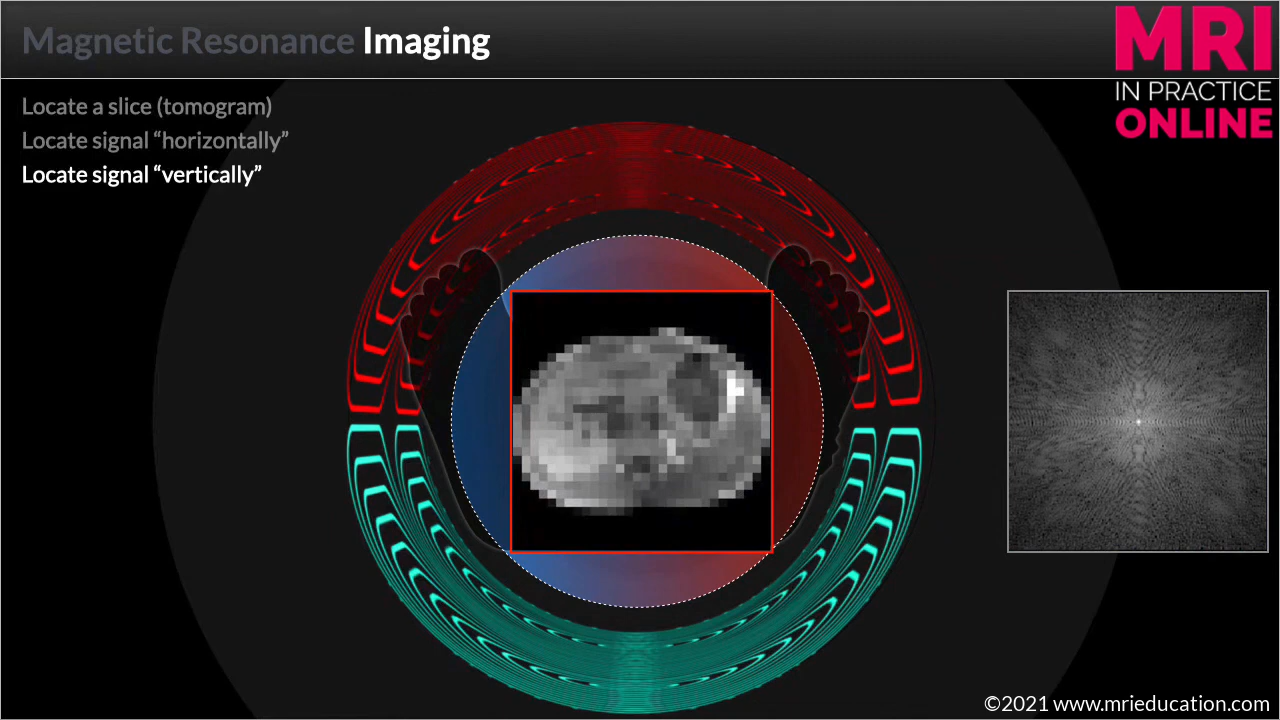 Magnetic Resonance Imaging
MRI
IN PRACTICE
ONLINE
Locate a slice (tomogram)
Locate signal “horizontally”
Locate signal “vertically”
©2021 www.mrieducation.com